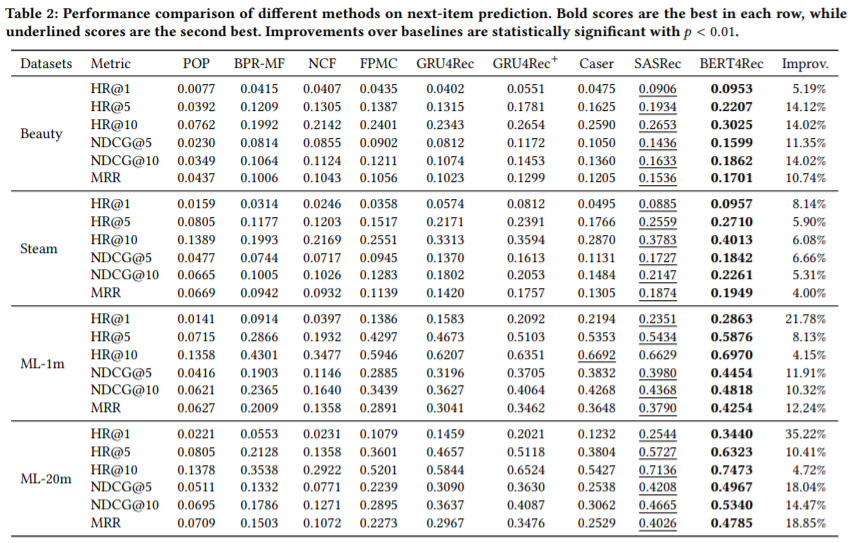 Table 2: Performance comparison of different methods on next-item prediction. Bold scores are the best in each row, while
underlined scores are the second best. Improvements over baselines are statistically significant with p < 0.01.
Datasets Metric POP BPR-MF NCF FPMC GRU4Rec GRU4Rec+ Caser SASRec BERT4Rec Improv.
HR@1 0.0077 0.0415 0.0407 0.0435 0.0402 0.0551 0.0475 0.0906 0.0953 5.19%
HR@5 0.0392 0.1209 0.1305 0.1387 0.1315 0.1781 0.1625 0.1934 0.2207 14.12%
Beauty HR@10 0.0762 0.1992 0.2142 0.2401 0.2343 0.2654 0.2590 0.2653 0.3025 14.02%
NDCG@5 0.0230 0.0814 0.0855 0.0902 0.0812 0.1172 0.1050 0.1436 0.1599 11.35%
NDCG@10 0.0349 0.1064 0.1124 0.1211 0.1074 0.1453 0.1360 0.1633 0.1862 14.02%
MRR 0.0437 0.1006 0.1043 0.1056 0.1023 0.1299 0.1205 0.1536 0.1701 10.74%
HR@1 0.0159 0.0314 0.0246 0.0358 0.0574 0.0812 0.0495 0.0885 0.0957 8.14%
HR@5 0.0805 0.1177 0.1203 0.1517 0.2171 0.2391 0.1766 0.2559 0.2710 5.90%
Steam HR@10 0.1389 0.1993 0.2169 0.2551 0.3313 0.3594 0.2870 0.3783 0.4013 6.08%
NDCG@5 0.0477 0.0744 0.0717 0.0945 0.1370 0.1613 0.1131 0.1727 0.1842 6.66%
NDCG@10 0.0665 0.1005 0.1026 0.1283 0.1802 0.2053 0.1484 0.2147 0.2261 5.31%
MRR 0.0669 0.0942 0.0932 0.1139 0.1420 0.1757 0.1305 0.1874 0.1949 4.00%
HR@1 0.0141 0.0914 0.0397 0.1386 0.1583 0.2092 0.2194 0.2351 0.2863 21.78%
HR@5 0.0715 0.2866 0.1932 0.4297 0.4673 0.5103 0.5353 0.5434 0.5876 8.13%
ML-1m HR@10 0.1358 0.4301 0.3477 0.5946 0.6207 0.6351 0.6692 0.6629 0.6970 4.15%
NDCG@5 0.0416 0.1903 0.1146 0.2885 0.3196 0.3705 0.3832 0.3980 0.4454 11.91%
NDCG@10 0.0621 0.2365 0.1640 0.3439 0.3627 0.4064 0.4268 0.4368 0.4818 10.32%
MRR 0.0627 0.2009 0.1358 0.2891 0.3041 0.3462 0.3648 0.3790 0.4254 12.24%
HR@1 0.0221 0.0553 0.0231 0.1079 0.1459 0.2021 0.1232 0.2544 0.3440 35.22%
HR@5 0.0805 0.2128 0.1358 0.3601 0.4657 0.5118 0.3804 0.5727 0.6323 10.41%
ML-20m HR@10 0.1378 0.3538 0.2922 0.5201 0.5844 0.6524 0.5427 0.7136 0.7473 4.72%
NDCG@5 0.0511 0.1332 0.0771 0.2239 0.3090 0.3630 0.2538 0.4208 0.4967 18.04%
NDCG@10 0.0695 0.1786 0.1271 0.2895 0.3637 0.4087 0.3062 0.4665 0.5340 14.47%
MRR 0.0709 0.1503 0.1072 0.2273 0.2967 0.3476 0.2529 0.4026 0.4785 18.85%